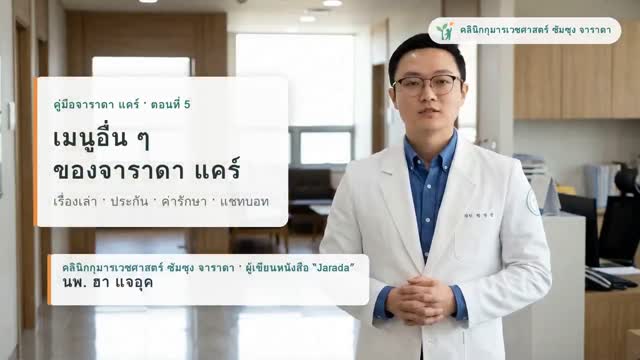 คลินิกกุมารเวชศาสตร์ ซัมซุง จาราดา
คู่มือจาราดา แคร์ · ตอนที่ 5
เมนูอื่น ๆ
ของจาราดา แคร์
เรื่องเล่า · ประกัน · ค่ารักษา · แชทบอท
คลินิกกุมารเวชศาสตร์ ซัมซุง จาราดา · ผู้เขียนหนังสือ “Jarada”
นพ. ฮา แจอุค